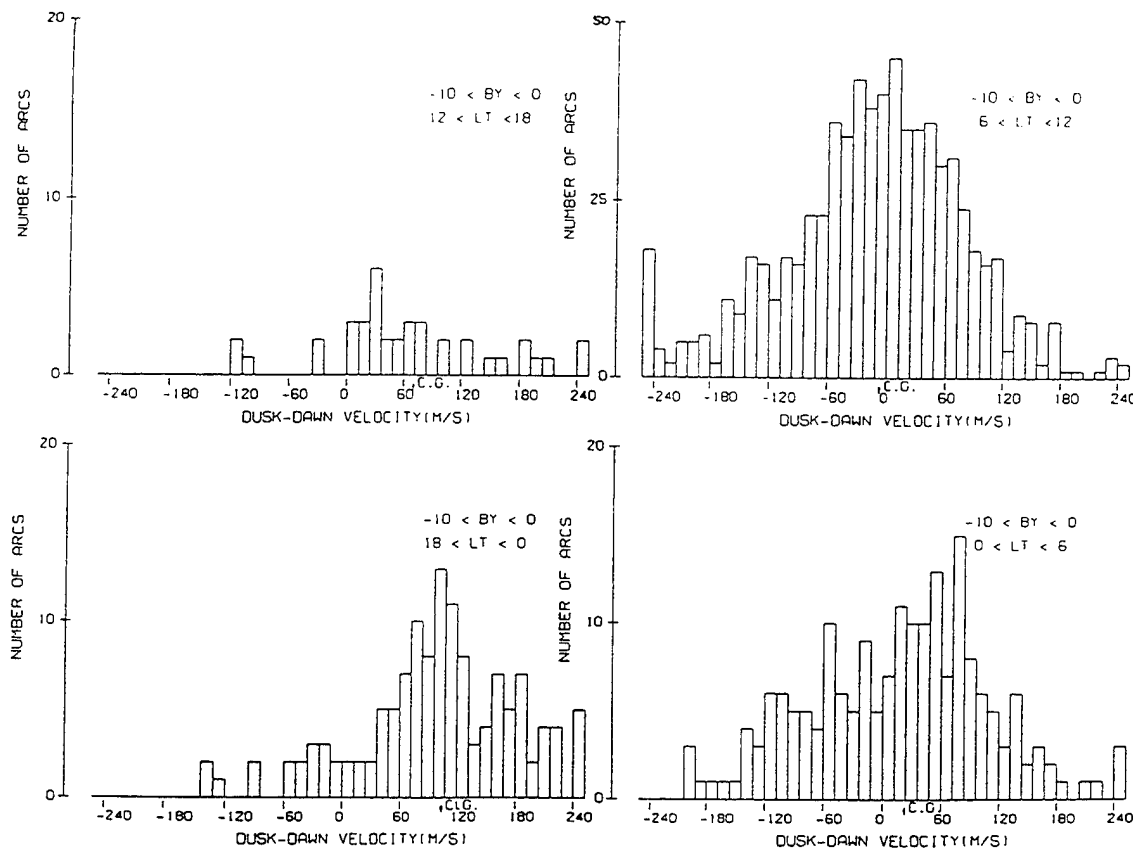 20
10
0
NUMBER OF ARCS
-10 < BY < 0
12 < LT <18
-240 -180 -120 -60 0 60 120 180 240
C.G.
DUSK-DAWN VELOCITY(M/S)
50
25
0
NUMBER OF ARCS
-10 < BY < 0
6 < LT <12
-240 -180 -120 -60 0 60 120 180 240
C.G.
DUSK-DAWN VELOCITY(M/S)
20
10
0
NUMBER OF ARCS
-10 < BY < 0
18 < LT < 0
-240 -180 -120 -60 0 60 120 180 240
C.G.
DUSK-DAWN VELOCITY(M/S)
20
10
0
NUMBER OF ARCS
-10 < BY < 0
0 < LT < 6
-240 -180 -120 -60 0 60 120 180 240
C.G.
DUSK-DAWN VELOCITY(M/S)